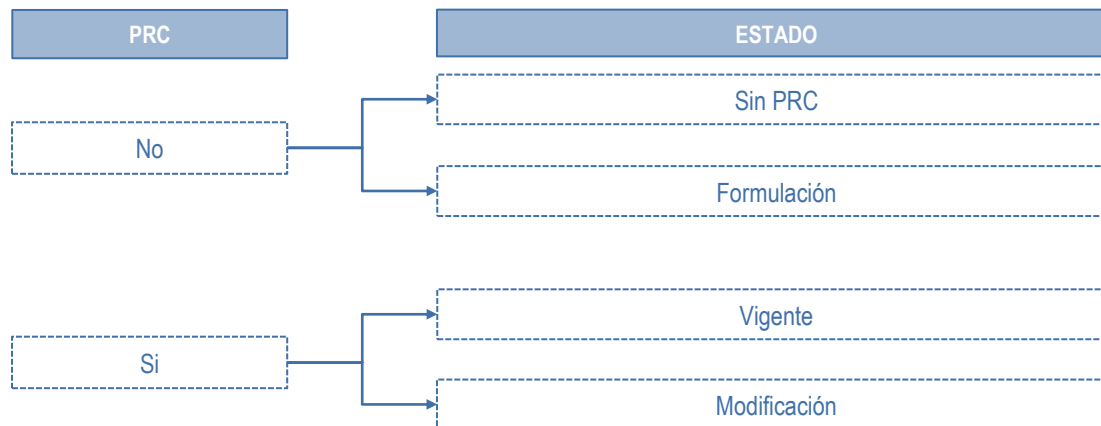 PRC
ESTADO
No
Sin PRC
Formulación
Si
Vigente
Modificación